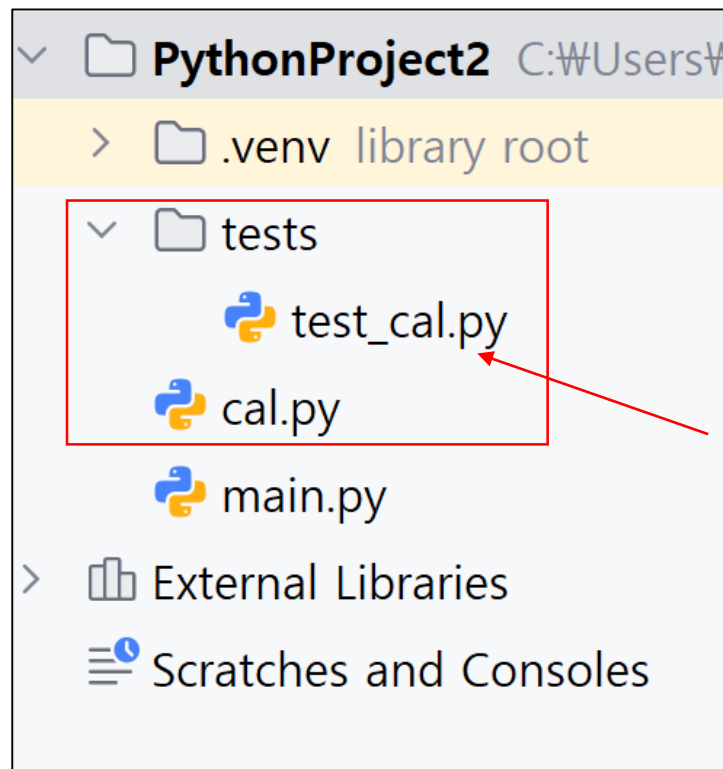 PythonProject2 C:₩Users₩
.venv library root
tests
test_cal.py
cal.py
main.py
External Libraries
Scratches and Consoles